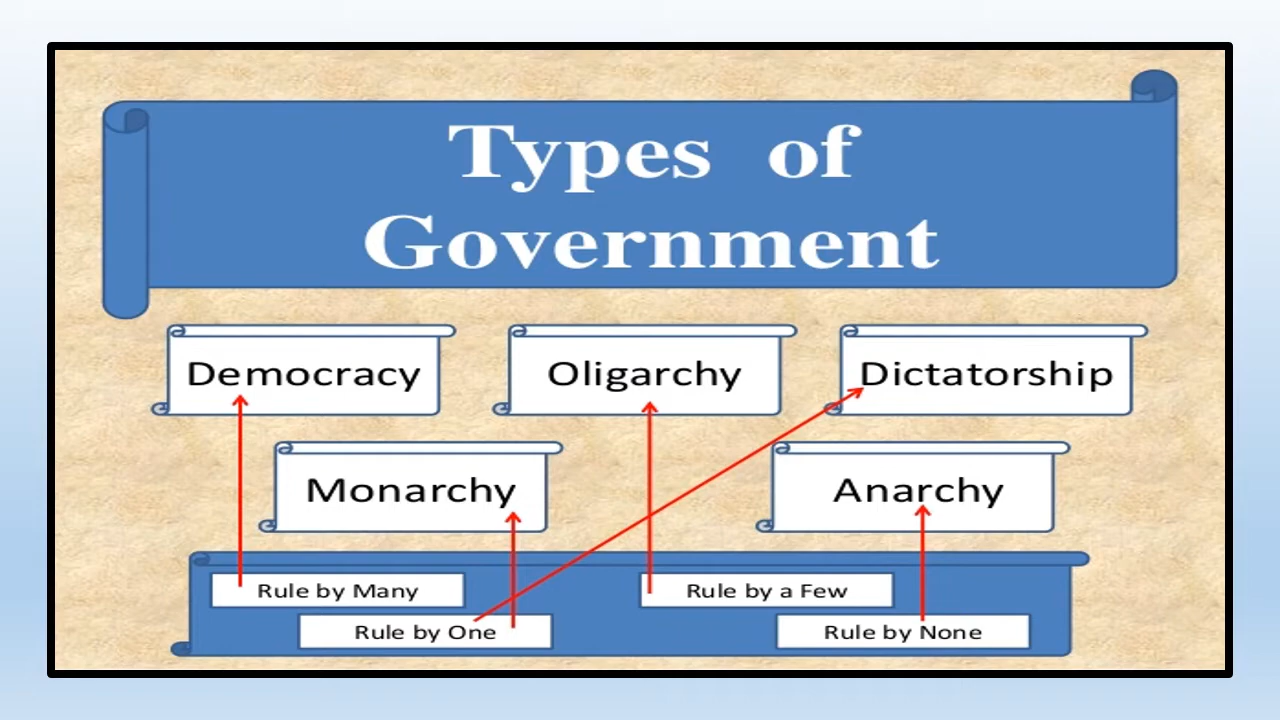 Types of
Government
Democracy
Oligarchy
Dictatorship
Monarchy
Anarchy
Rule by Many
Rule by a Few
Rule by One
Rule by None